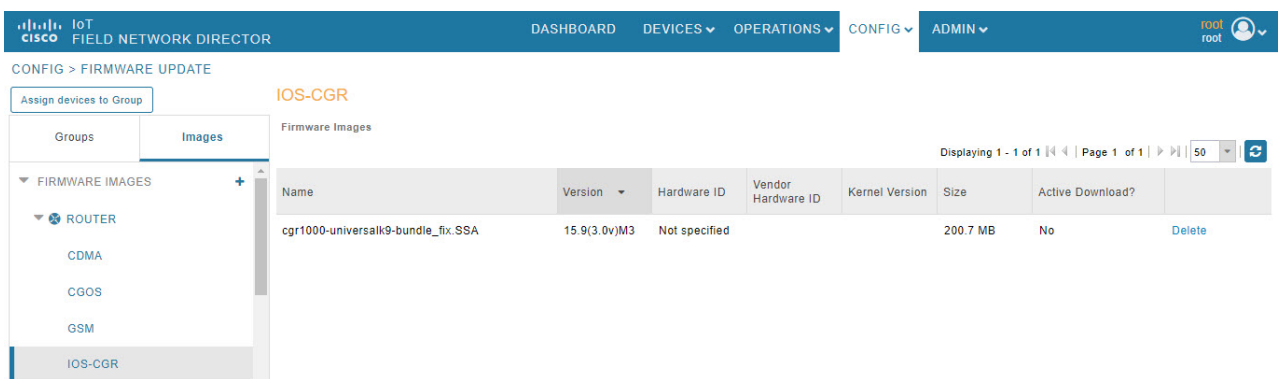 IoT
CISCO FIELD NETWORK DIRECTOR
DASHBOARD DEVICES OPERATIONS CONFIG ADMIN
root
root
CONFIG > FIRMWARE UPDATE
Assign devices to Group
Groups Images
FIRMWARE IMAGES +
ROUTER
CDMA
CGOS
GSM
IOS-CGR
IOS-CGR
Firmware Images
Displaying 1 - 1 of 1 | Page 1 of 1 | 50
Name Version Hardware ID Vendor Hardware ID Kernel Version Size Active Download?
cgr1000-universalk9-bundle_fix.SSA 15.9(3.0v)M3 Not specified 200.7 MB No Delete